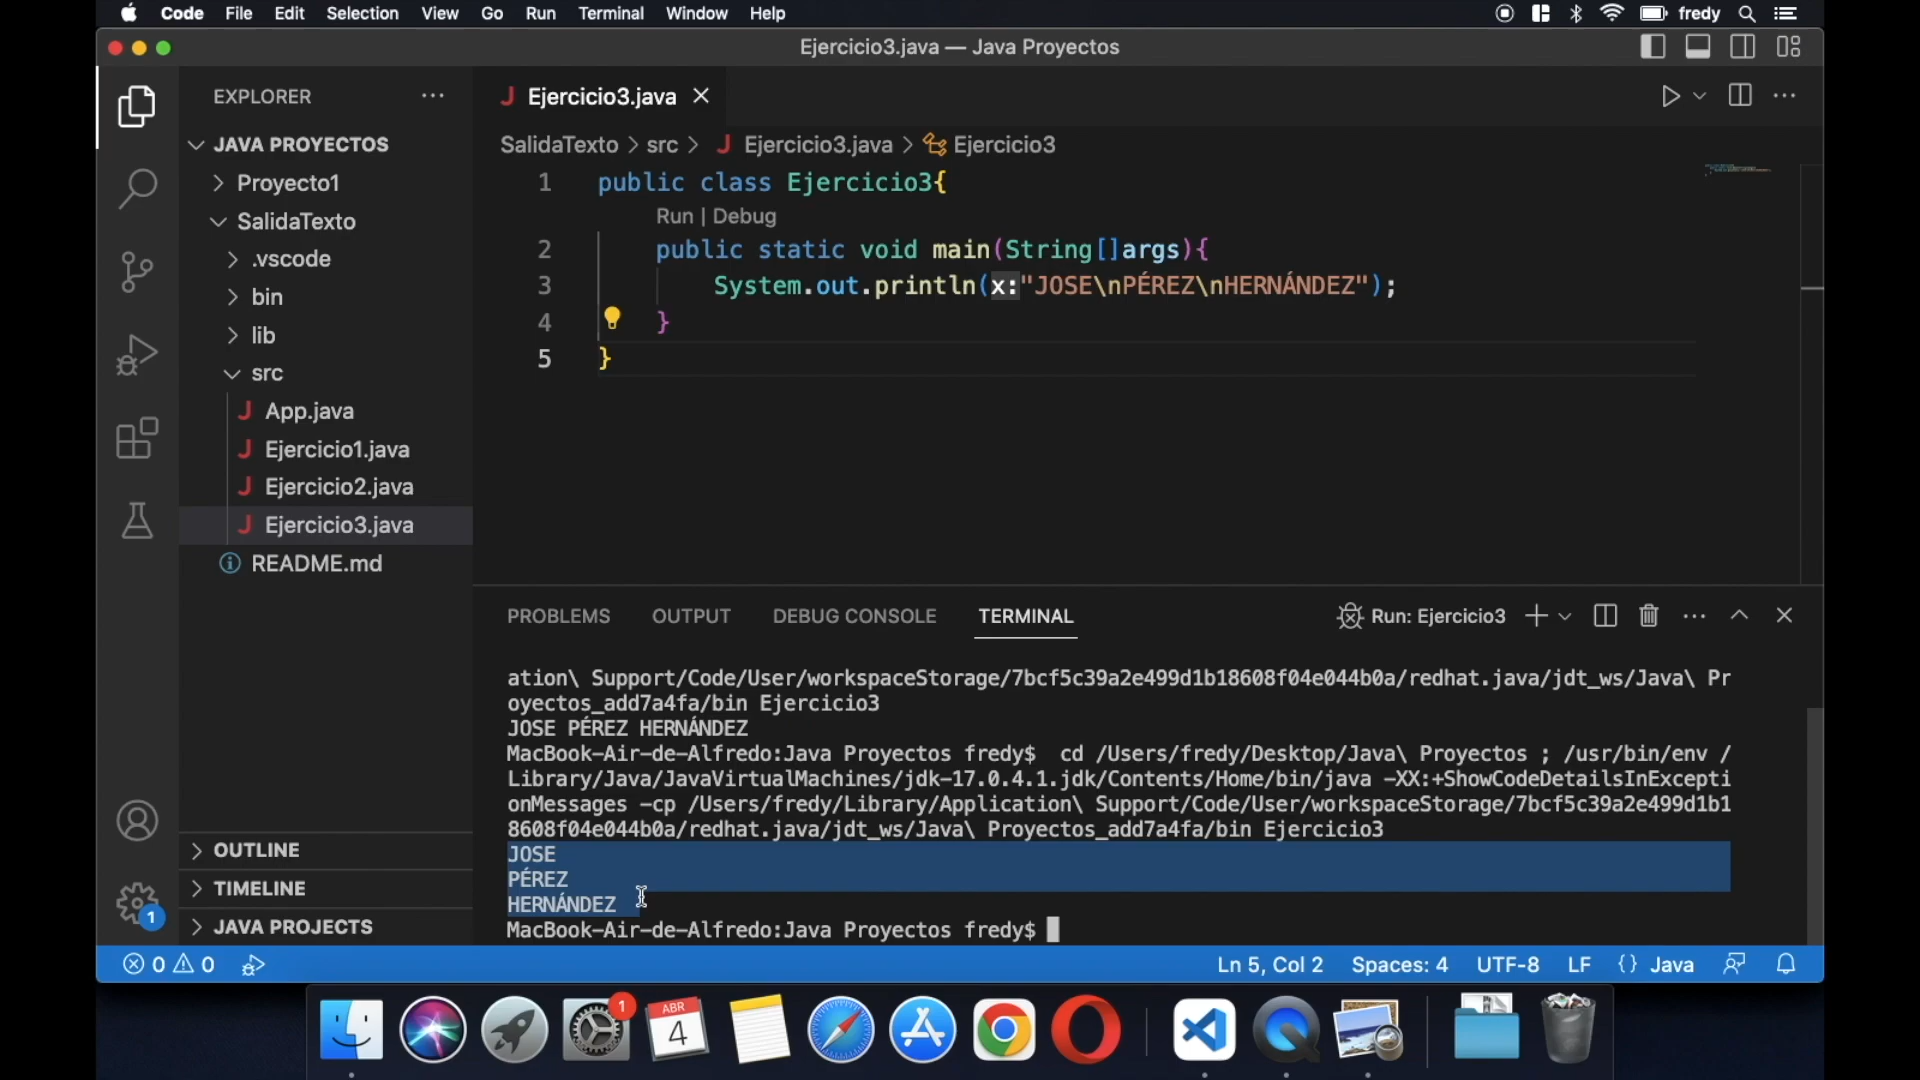 Code File Edit Selection View Go Run Terminal Window Help fredy
Ejercicio3.java — Java Proyectos
EXPLORER
JAVA PROYECTOS
Proyecto1
SalidaTexto
.vscode
bin
lib
src
App.java
Ejercicio1.java
Ejercicio2.java
Ejercicio3.java
README.md
OUTLINE
TIMELINE
JAVA PROJECTS
1
Ejercicio3.java
SalidaTexto > src > Ejercicio3.java > Ejercicio3
1 public class Ejercicio3{
Run | Debug
2 public static void main(String[]args){
3 System.out.println(x:"JOSE\nPÉREZ\nHERNÁNDEZ");
4 }
5 }
PROBLEMS OUTPUT DEBUG CONSOLE TERMINAL Run: Ejercicio3
ation\ Support/Code/User/workspaceStorage/7bcf5c39a2e499d1b18608f04e044b0a/redhat.java/jdt_ws/Java\ Pr
oyectos_add7a4fa/bin Ejercicio3
JOSE PÉREZ HERNÁNDEZ
MacBook-Air-de-Alfredo:Java Proyectos fredy$  cd /Users/fredy/Desktop/Java\ Proyectos ; /usr/bin/env /
Library/Java/JavaVirtualMachines/jdk-17.0.4.1.jdk/Contents/Home/bin/java -XX:+ShowCodeDetailsInExcepti
onMessages -cp /Users/fredy/Library/Application\ Support/Code/User/workspaceStorage/7bcf5c39a2e499d1b1
8608f04e044b0a/redhat.java/jdt_ws/Java\ Proyectos_add7a4fa/bin Ejercicio3
JOSE
PÉREZ
HERNÁNDEZ
MacBook-Air-de-Alfredo:Java Proyectos fredy$
0 0 Ln 5, Col 2 Spaces: 4 UTF-8 LF {} Java
1
ABR
4